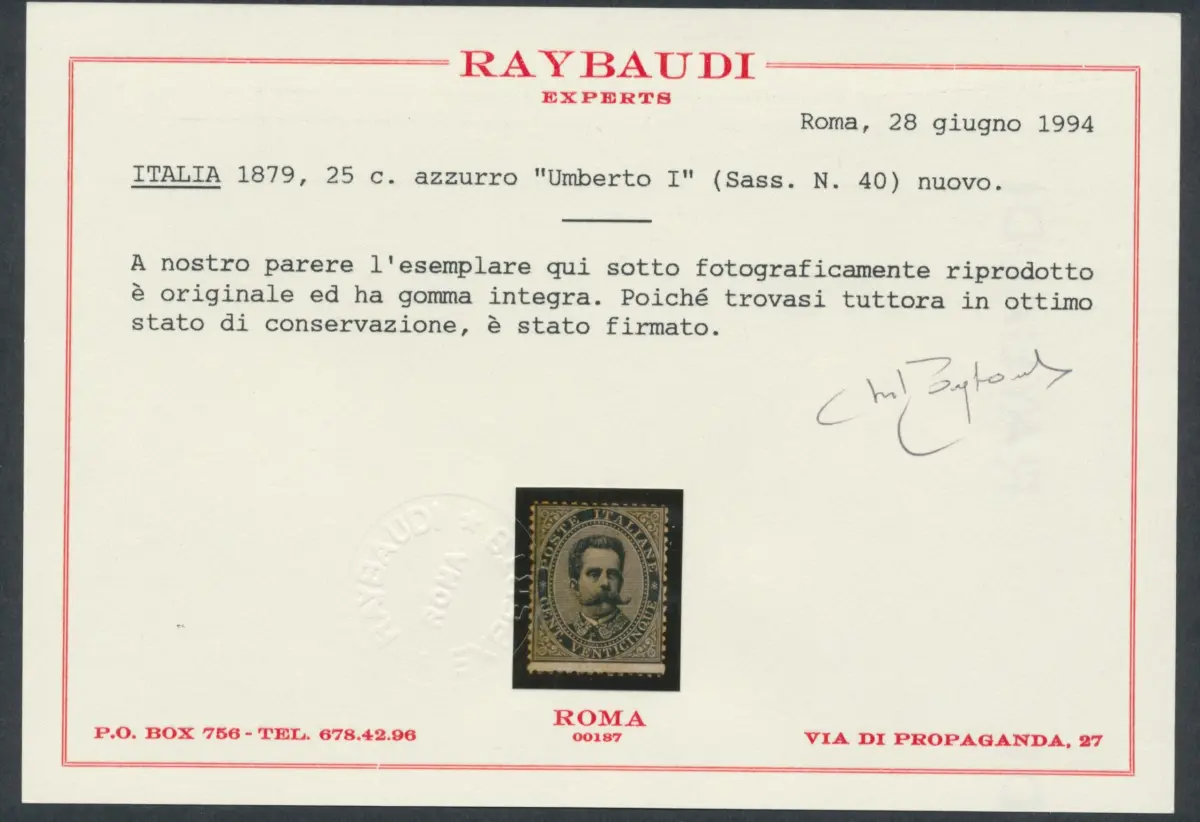 RAYBAUDI
EXPERTS
Roma, 28 giugno 1994
ITALIA 1879, 25 c. azzurro "Umberto I" (Sass. N. 40) nuovo.
A nostro parere l'esemplare qui sotto fotograficamente riprodotto
è originale ed ha gomma integra. Poiché trovasi tuttora in ottimo
stato di conservazione, è stato firmato.
RAYBAUDI *
ROMA
POSTE ITALIANE
CENT. VENTICINQUE
P.O. BOX 756 - TEL. 678.42.96
ROMA
00187
VIA DI PROPAGANDA, 27